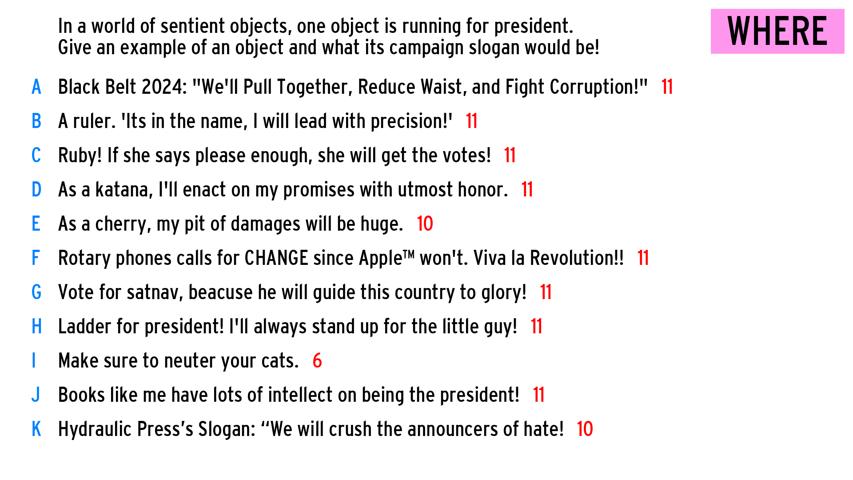 In a world of sentient objects, one object is running for president.
Give an example of an object and what its campaign slogan would be!
WHERE
A Black Belt 2024: "We'll Pull Together, Reduce Waist, and Fight Corruption!" 11
B A ruler. 'Its in the name, I will lead with precision!' 11
C Ruby! If she says please enough, she will get the votes! 11
D As a katana, I'll enact on my promises with utmost honor. 11
E As a cherry, my pit of damages will be huge. 10
F Rotary phones calls for CHANGE since Apple™ won't. Viva la Revolution!! 11
G Vote for satnav, beacuse he will guide this country to glory! 11
H Ladder for president! I'll always stand up for the little guy! 11
I Make sure to neuter your cats. 6
J Books like me have lots of intellect on being the president! 11
K Hydraulic Press’s Slogan: “We will crush the announcers of hate! 10